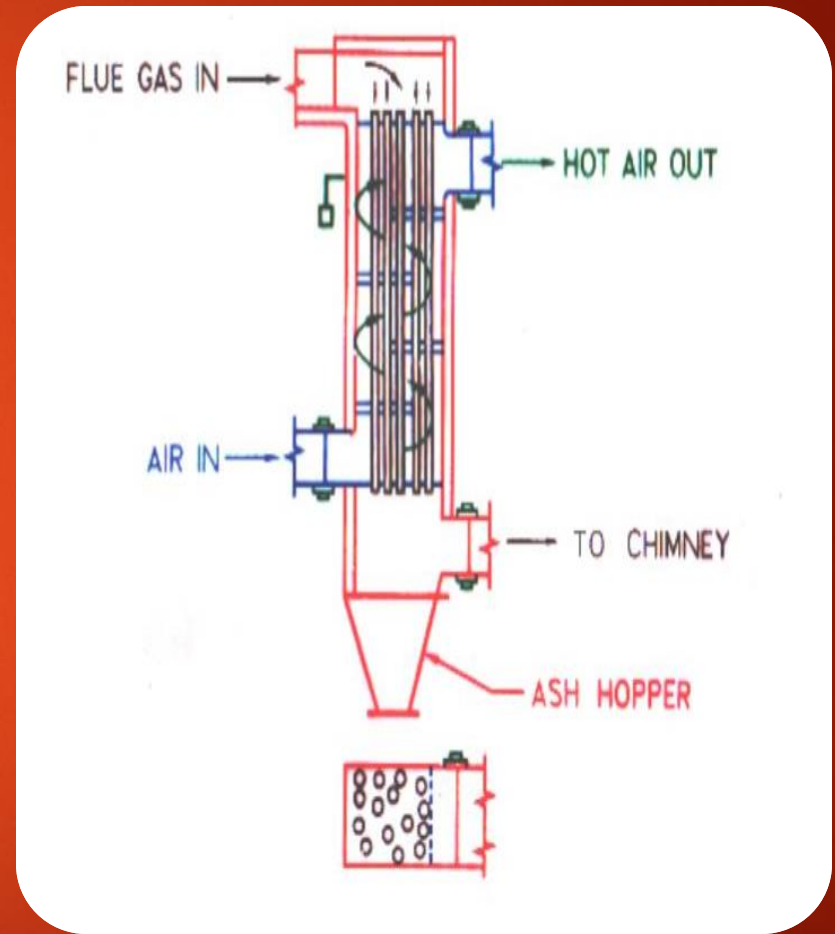 FLUE GAS IN
HOT AIR OUT
AIR IN
TO CHIMNEY
ASH HOPPER